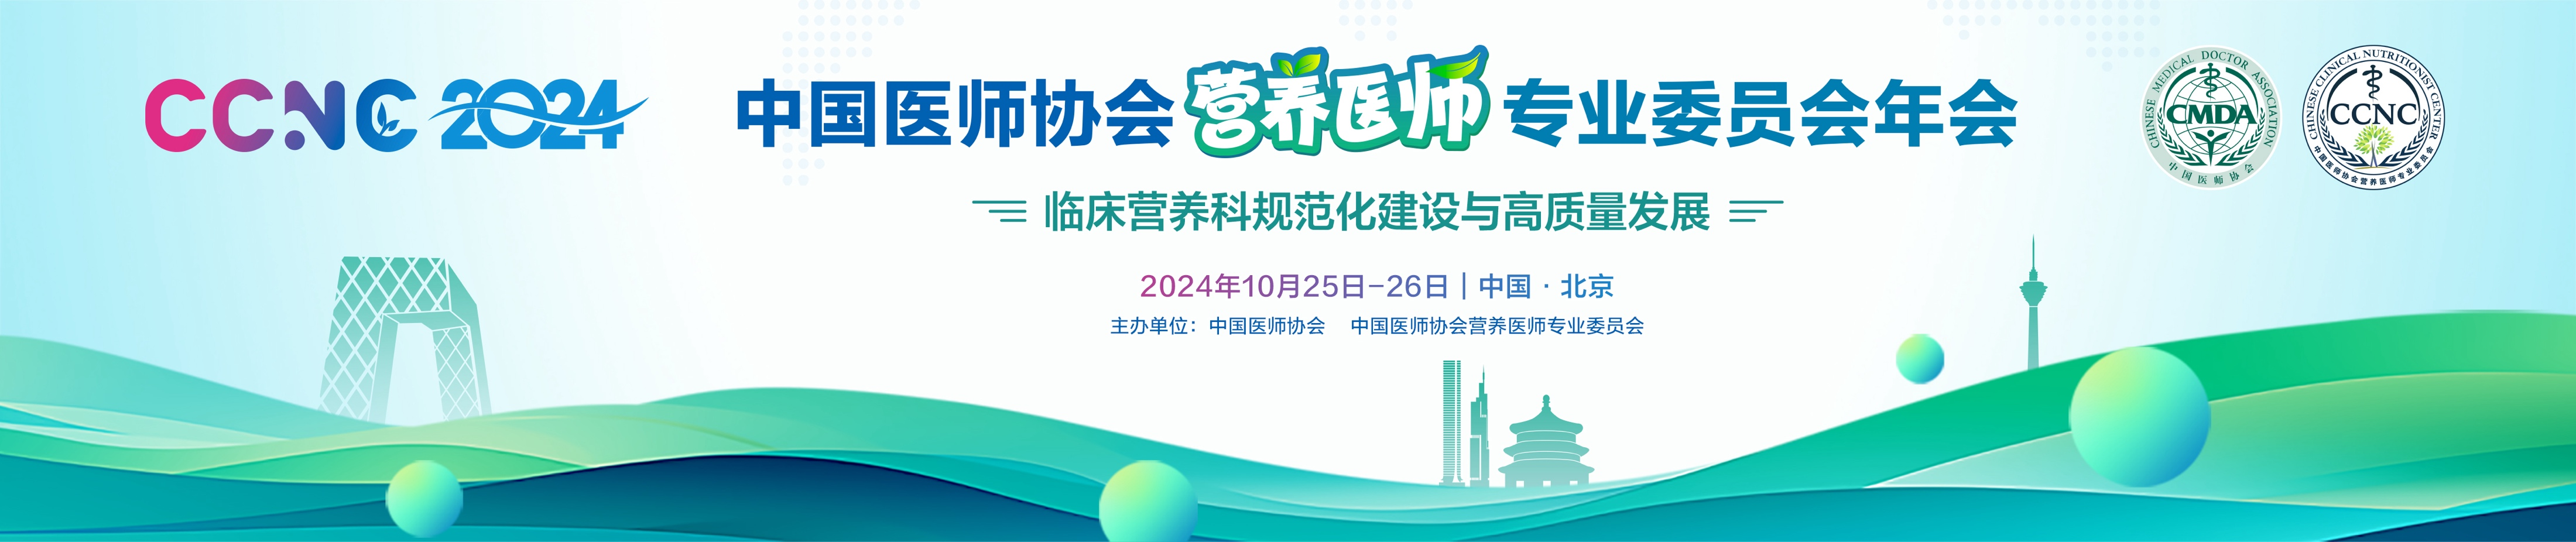 CCNC 2024
中国医师协会营养医师专业委员会年会
CHINESE MEDICAL DOCTOR ASSOCIATION
CMDA
中国医师协会
CHINESE CLINICAL NUTRITIONIST CENTER
CCNC
中国医师协会营养医师专业委员会
临床营养科规范化建设与高质量发展
2024年10月25日-26日｜中国·北京
主办单位：中国医师协会 中国医师协会营养医师专业委员会